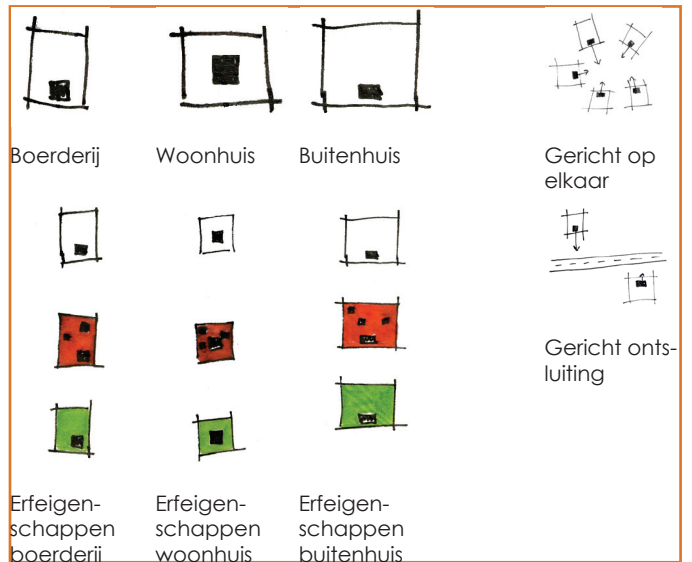 Boerderij
Woonhuis
Buitenhuis
Gericht op
elkaar
Gericht onts-
luiting
Erfeigen-
schappen
boerderij
Erfeigen-
schappen
woonhuis
Erfeigen-
schappen
buitenhuis